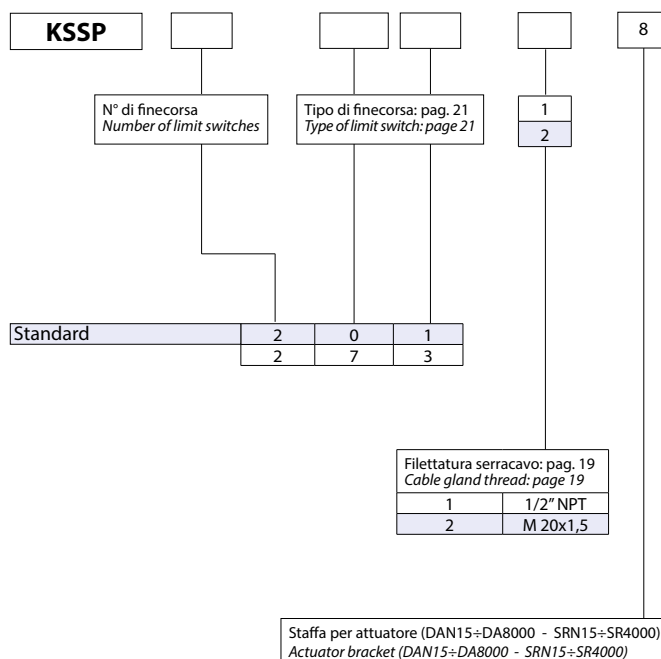 KSSP 8
N° di finecorsa
Number of limit switches
Tipo di finecorsa: pag. 21
Type of limit switch: page 21
1
2
Standard 2 0 1
2 7 3
Filettatura serracavo: pag. 19
Cable gland thread: page 19
1 1/2” NPT
2 M 20x1,5
Staffa per attuatore (DAN15÷DA8000 - SRN15÷SR4000)
Actuator bracket (DAN15÷DA8000 - SRN15÷SR4000)